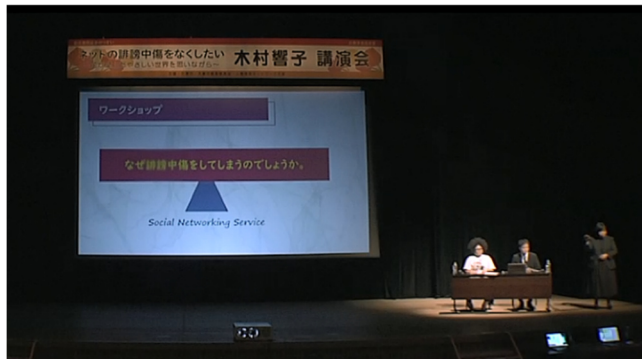 ネットの誹謗中傷をなくしたい
～やさしい世界を願いながら～
木村響子 講演会
ワークショップ
なぜ誹謗中傷をしてしまうのでしょうか。
Social Networking Service